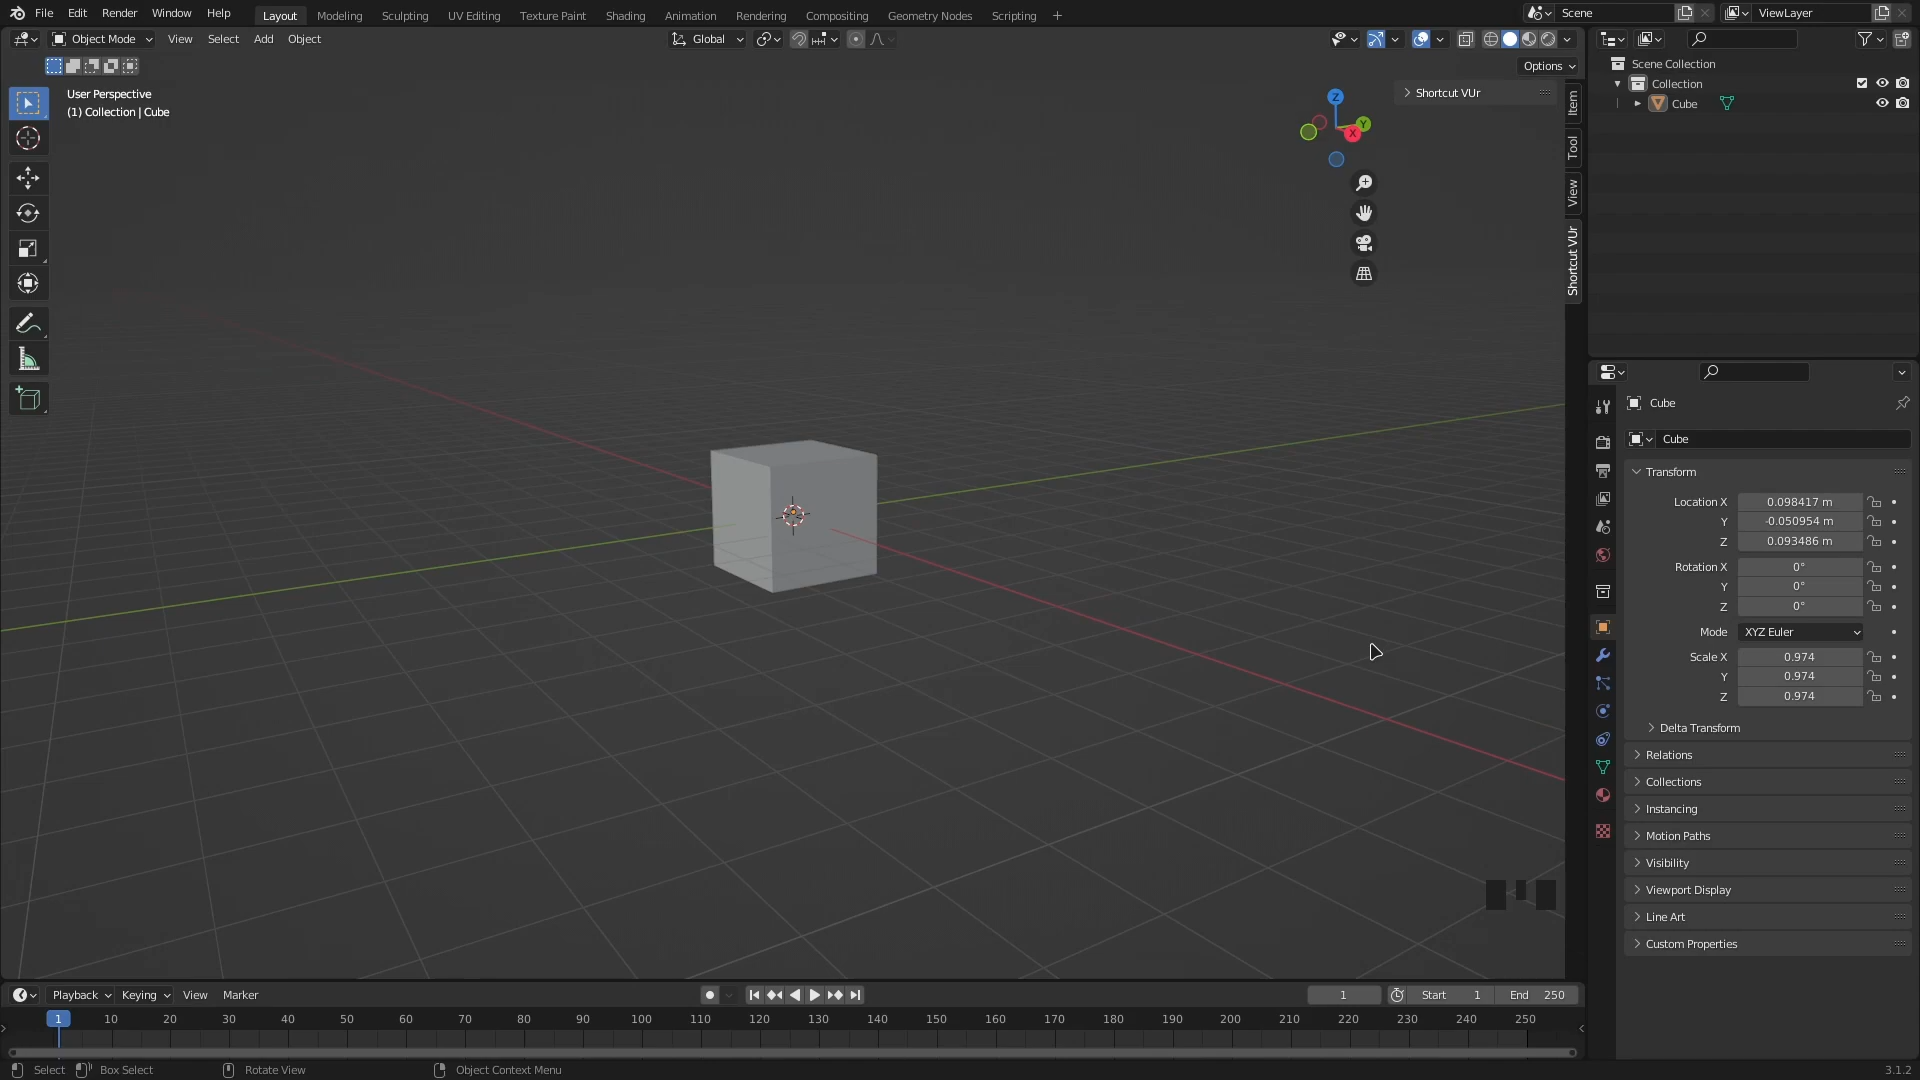 File Edit Render Window Help
Layout Modeling Sculpting UV Editing Texture Paint Shading Animation Rendering Compositing Geometry Nodes Scripting +
Scene
ViewLayer
Object Mode View Select Add Object
Global
Options
User Perspective
(1) Collection | Cube
Z
Y
X
Shortcut VUr
Item
Tool
View
Shortcut VUr
Scene Collection
Collection
Cube
Cube
Cube
Transform
Location X 0.098417 m
Y -0.050954 m
Z 0.093486 m
Rotation X 0°
Y 0°
Z 0°
Mode XYZ Euler
Scale X 0.974
Y 0.974
Z 0.974
Delta Transform
Relations
Collections
Instancing
Motion Paths
Visibility
Viewport Display
Line Art
Custom Properties
Playback Keying View Marker
1 Start 1 End 250
1 10 20 30 40 50 60 70 80 90 100 110 120 130 140 150 160 170 180 190 200 210 220 230 240 250
Select Box Select Rotate View Object Context Menu
3.1.2